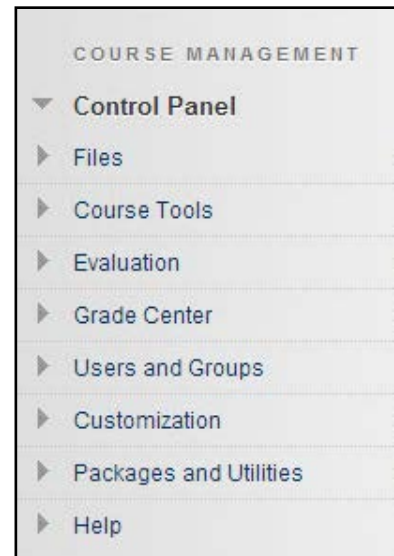 COURSE MANAGEMENT
Control Panel
Files
Course Tools
Evaluation
Grade Center
Users and Groups
Customization
Packages and Utilities
Help